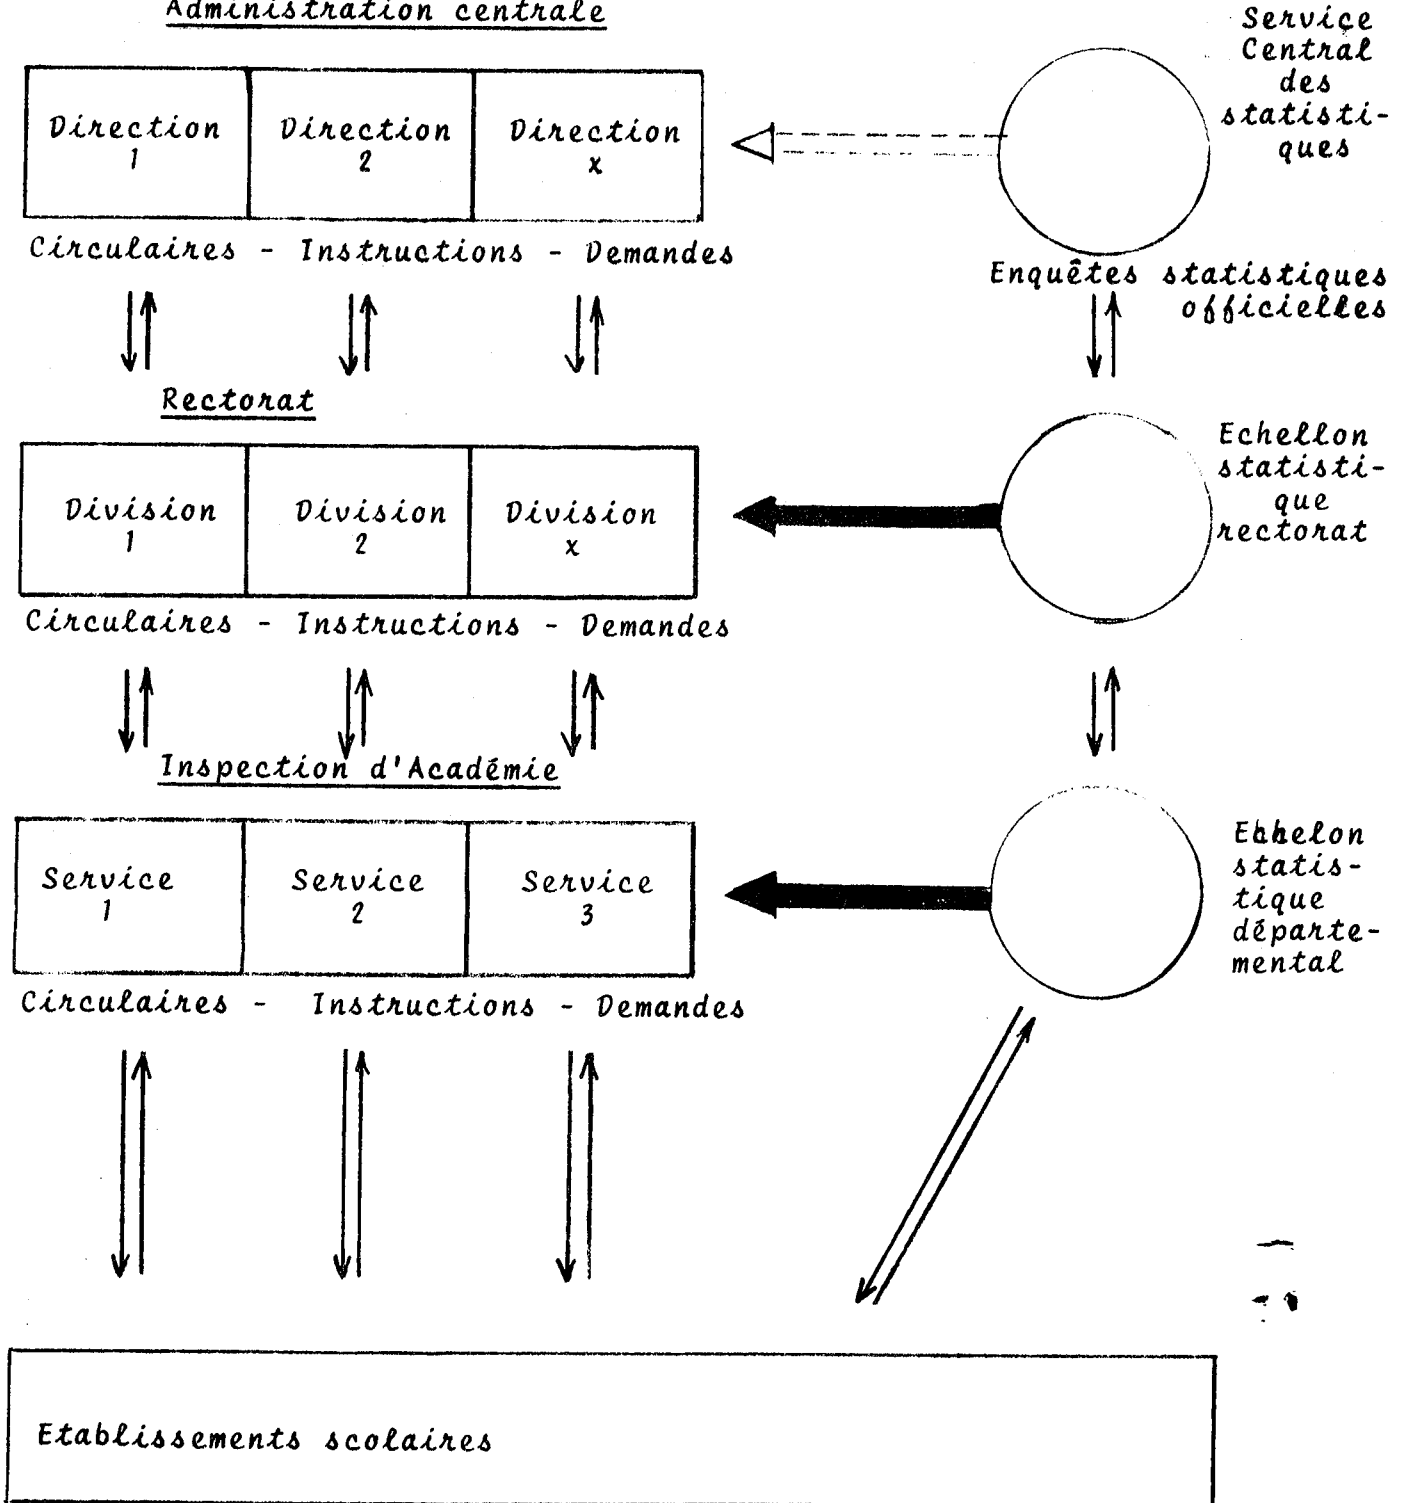 Administration centrale
Service
Central
des
statisti-
ques
Direction
1
Direction
2
Direction
x
Circulaires - Instructions - Demandes
Enquêtes statistiques
officielles
Rectorat
Division
1
Division
2
Division
x
Echellon
statisti-
que
rectorat
Circulaires - Instructions - Demandes
Inspection d'Académie
Service
1
Service
2
Service
3
statis-
tique
départe-
mental
Circulaires - Instructions - Demandes
Etablissements scolaires